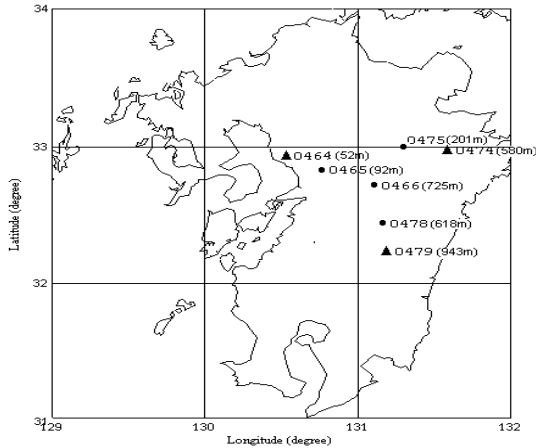 34
33
32
31
129
130
131
132
Latitude (degree)
Longitude (degree)
0475 (201m)
0474 (580m)
0464 (52m)
0465 (92m)
0466 (725m)
0478 (618m)
0479 (943m)